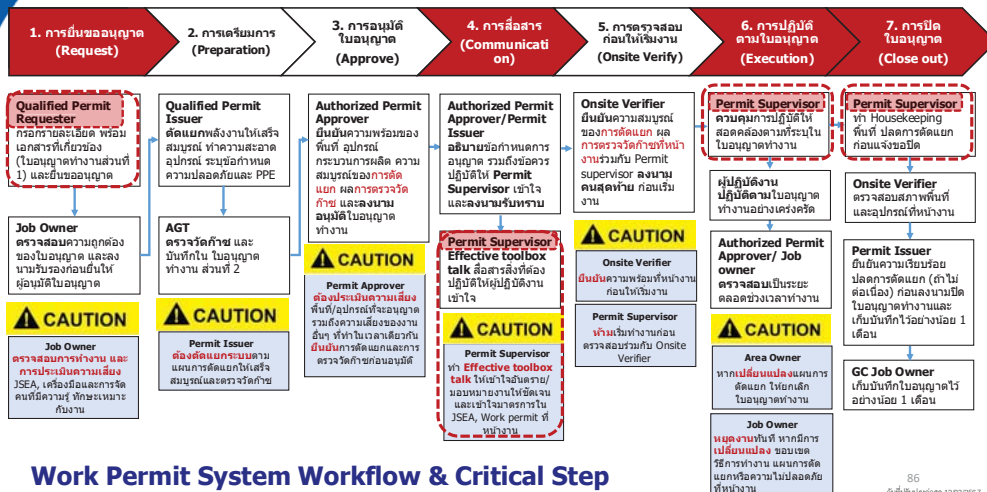 1. การยื่นขออนุญาต
(Request)
2. การเตรียมการ
(Preparation)
3. การอนุมัติ
ใบอนุญาต
(Approve)
4. การสื่อสาร
(Communicati
on)
5. การตรวจสอบ
ก่อนให้เริ่มงาน
(Onsite Verify)
6. การปฏิบัติ
ตามใบอนุญาต
(Execution)
7. การปิด
ใบอนุญาต
(Close out)
Qualified Permit
Requester
กรอกรายละเอียด พร้อม
เอกสารที่เกี่ยวข้อง
(ใบอนุญาตทำงานส่วนที่
1) และยื่นขออนุญาต
Job Owner
ตรวจสอบความถูกต้อง
ของใบอนุญาต และลง
นามรับรองก่อนยื่นให้
ผู้อนุมัติใบอนุญาต
CAUTION
Job Owner
ตรวจสอบการทำงาน และ
การประเมินความเสี่ยง
JSEA, เครื่องมือและการจัด
คนที่มีความรู้ ทักษะเหมาะ
กับงาน
Qualified Permit
Issuer
ตัดแยกพลังงานให้เสร็จ
สมบูรณ์ ทำความสะอาด
อุปกรณ์ ระบุข้อกำหนด
ความปลอดภัยและ PPE
AGT
ตรวจวัดก๊าซ และ
บันทึกใน ใบอนุญาต
ทำงาน ส่วนที่ 2
CAUTION
Permit Issuer
ต้องตัดแยกระบบตาม
แผนการตัดแยกให้เสร็จ
สมบูรณ์และตรวจวัดก๊าซ
Authorized Permit
Approver
ยืนยันความพร้อมของ
พื้นที่ อุปกรณ์
กระบวนการผลิต ความ
สมบูรณ์ของการตัด
แยก ผลการตรวจวัด
ก๊าซ และลงนาม
อนุมัติใบอนุญาต
ทำงาน
CAUTION
Permit Approver
ต้องประเมินความเสี่ยง
พื้นที่/อุปกรณ์ที่จะอนุญาต
รวมถึงความเสี่ยงของงาน
อื่นๆ ที่ทำในเวลาเดียวกัน
ยืนยันการตัดแยกและการ
ตรวจวัดก๊าซก่อนอนุมัติ
Authorized Permit
Approver/Permit
Issuer
อธิบายข้อกำหนดการ
อนุญาต รวมถึงข้อควร
ปฏิบัติให้ Permit
Supervisor เข้าใจ
และลงนามรับทราบ
Permit Supervisor
Effective toolbox
talk สื่อสารสิ่งที่ต้อง
ปฏิบัติให้ผู้ปฏิบัติงาน
เข้าใจ
CAUTION
Permit Supervisor
ทำ Effective toolbox
talk ให้เข้าใจอันตราย/
มอบหมายงานให้ชัดเจน
และเข้าใจมาตรการใน
JSEA, Work permit ที่
หน้างาน
Onsite Verifier
ยืนยันความสมบูรณ์
ของการตัดแยก ผล
การตรวจวัดก๊าซที่หน้า
งานร่วมกับ Permit
supervisor ลงนาม
คนสุดท้าย ก่อนเริ่ม
งาน
CAUTION
Onsite Verifier
ยืนยันความพร้อมที่หน้างาน
ก่อนให้เริ่มงาน
Permit Supervisor
ห้ามเริ่มทำงานก่อน
ตรวจสอบร่วมกับ Onsite
Verifier
Permit Supervisor
ควบคุมการปฏิบัติให้
สอดคล้องตามที่ระบุใน
ใบอนุญาตทำงาน
ผู้ปฏิบัติงาน
ปฏิบัติตามใบอนุญาต
ทำงานอย่างเคร่งครัด
Authorized Permit
Approver/ Job
owner
ตรวจสอบเป็นระยะ
ตลอดช่วงเวลาทำงาน
CAUTION
Area Owner
หากเปลี่ยนแปลงแผนการ
ตัดแยก ให้ยกเลิก
ใบอนุญาตทำงาน
Job Owner
หยุดงานทันที หากมีการ
เปลี่ยนแปลง ขอบเขต
วิธีการทำงาน แผนการตัด
แยกหรือความไม่ปลอดภัย
ที่หน้างาน
Permit Supervisor
ทำ Housekeeping
พื้นที่ ปลดการตัดแยก
ก่อนแจ้งขอปิด
Onsite Verifier
ตรวจสอบสภาพพื้นที่
และอุปกรณ์ที่หน้างาน
Permit Issuer
ยืนยันความเรียบร้อย
ปลดการตัดแยก (ถ้าไม่
ต่อเนื่อง) ก่อนลงนามปิด
ใบอนุญาตทำงานและ
เก็บบันทึกไว้อย่างน้อย 1
เดือน
GC Job Owner
เก็บบันทึกใบอนุญาตไว้
อย่างน้อย 1 เดือน
Work Permit System Workflow & Critical Step
86